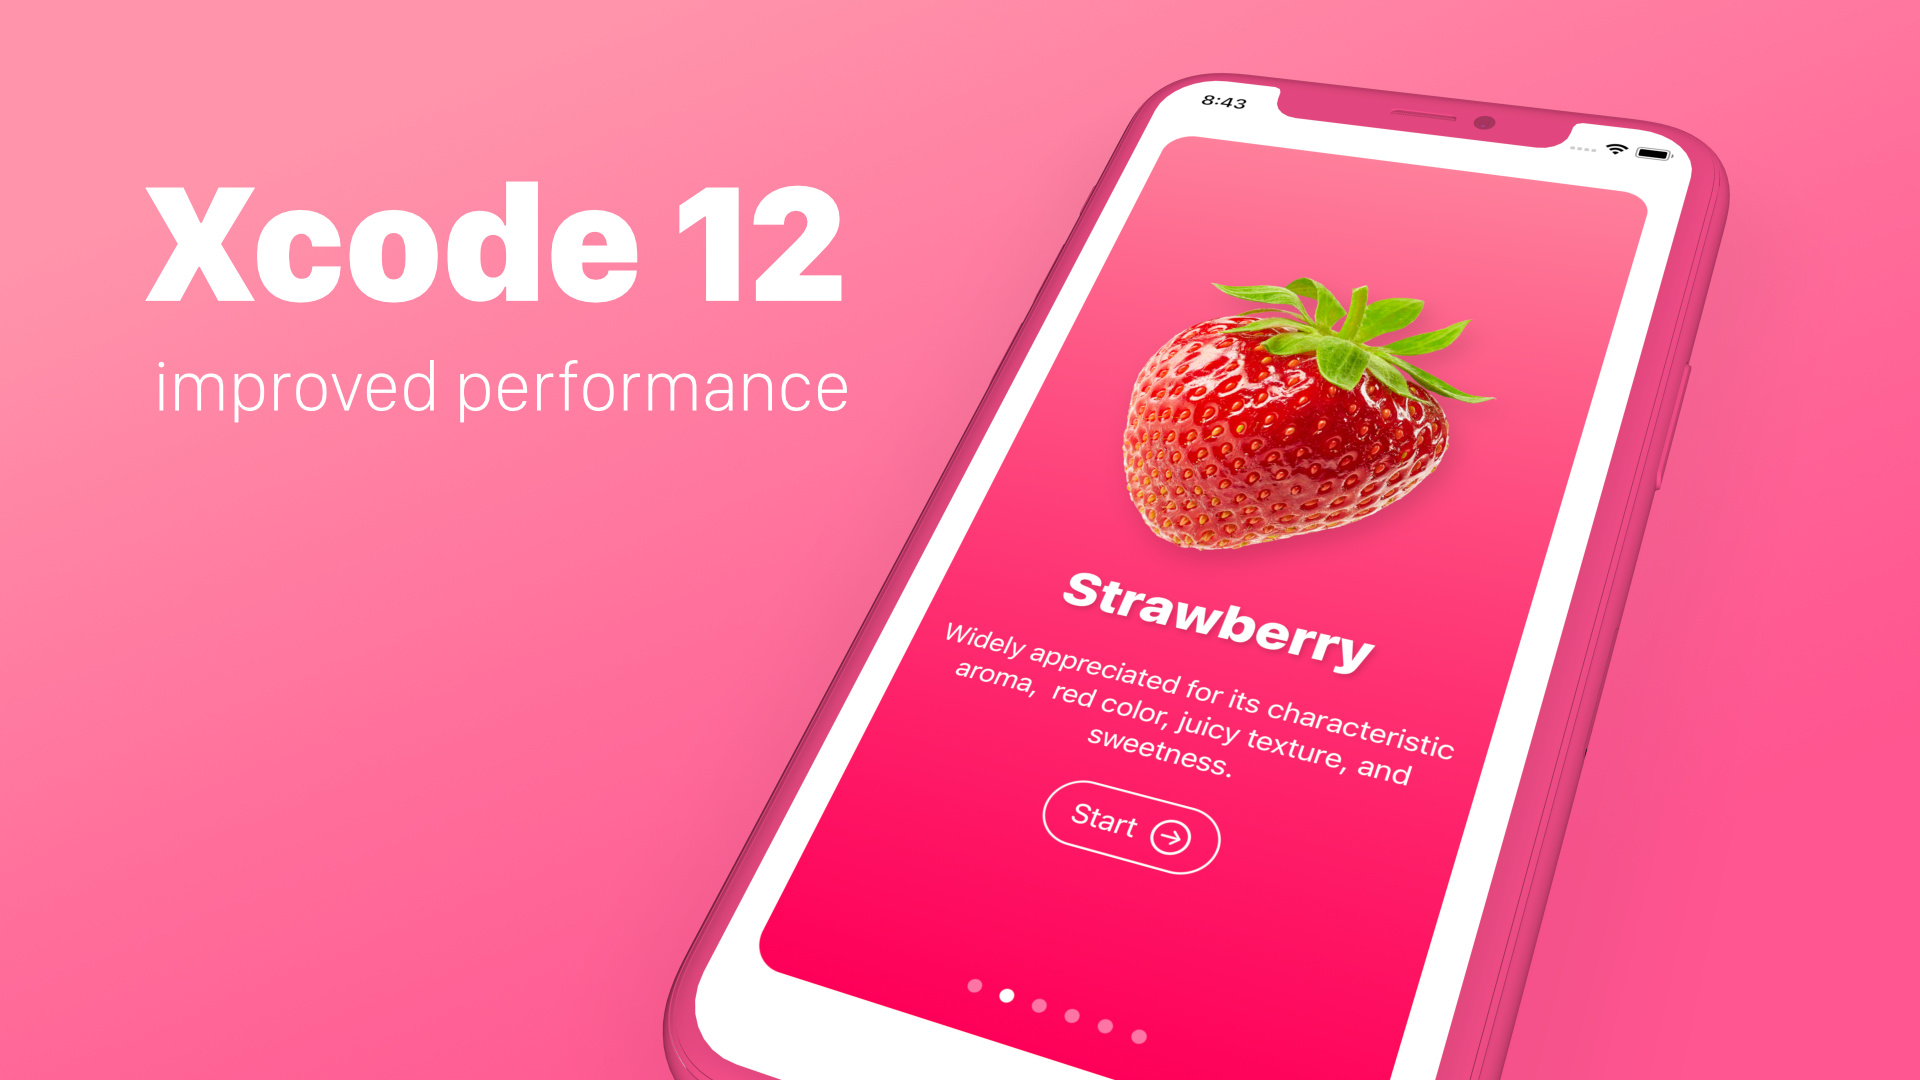 Xcode 12
improved performance
8:43
Strawberry
Widely appreciated for its characteristic
aroma,  red color, juicy texture, and
sweetness.
Start